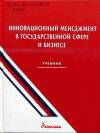 ИННОВАЦИОННЫЙ МЕНЕДЖМЕНТ
В ГОСУДАРСТВЕННОЙ СФЕРЕ
И БИЗНЕСЕ
УЧЕБНИК